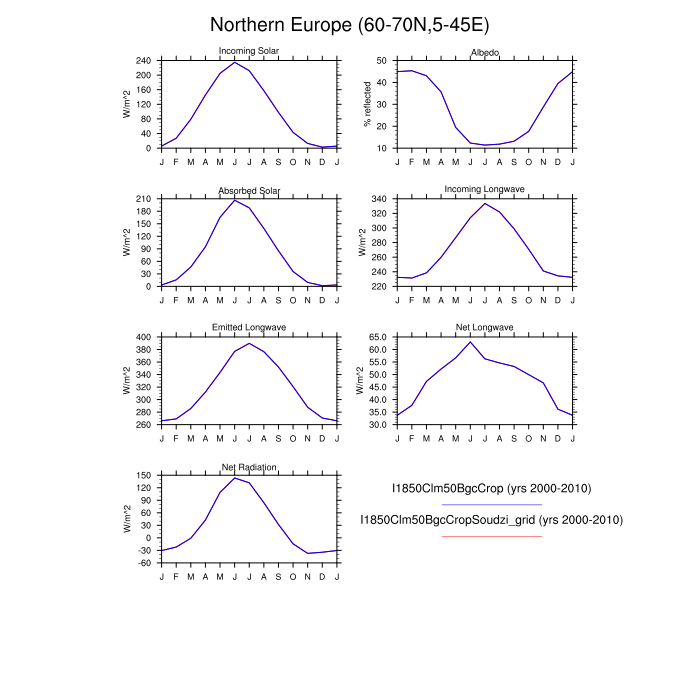 Northern Europe (60-70N,5-45E)
Incoming Solar
W/m^2
240
200
160
120
80
40
0
J F M A M J J A S O N D J
Albedo
% reflected
50
40
30
20
10
J F M A M J J A S O N D J
Absorbed Solar
W/m^2
210
180
150
120
90
60
30
0
J F M A M J J A S O N D J
Incoming Longwave
W/m^2
340
320
300
280
260
240
220
J F M A M J J A S O N D J
Emitted Longwave
W/m^2
400
380
360
340
320
300
280
260
J F M A M J J A S O N D J
Net Longwave
W/m^2
65.0
60.0
55.0
50.0
45.0
40.0
35.0
30.0
J F M A M J J A S O N D J
Net Radiation
W/m^2
150
120
90
60
30
0
-30
-60
J F M A M J J A S O N D J
I1850Clm50BgcCrop (yrs 2000-2010)
I1850Clm50BgcCropSoudzi_grid (yrs 2000-2010)